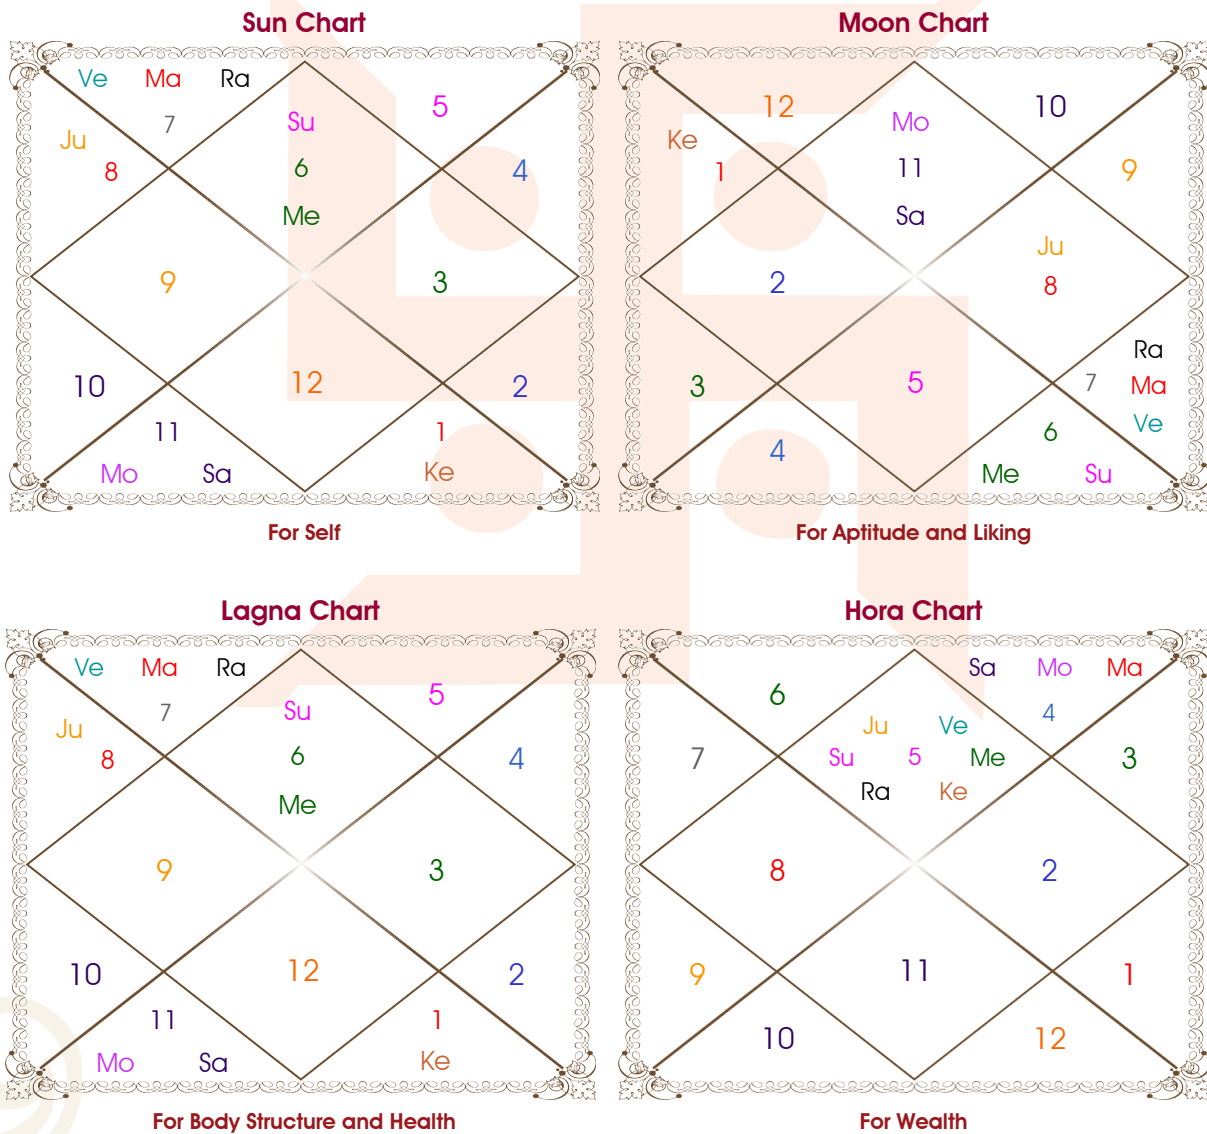 Sun Chart
Ve Ma Ra
7
Ju
8
Su
6
Me
5
4
9
3
10
11
Mo Sa
12
2
1
Ke
For Self
Moon Chart
12
Ke
1
Mo
11
Sa
10
9
2
Ju
8
3
4
5
Ra
7 Ma
Ve
6
Me Su
For Aptitude and Liking
Lagna Chart
Ve Ma Ra
7
Ju
8
Su
6
Me
5
4
9
3
10
11
Mo Sa
12
2
1
Ke
For Body Structure and Health
Hora Chart
6
7
Ju Ve
Su 5 Me
Ra Ke
Sa Mo Ma
4
3
8
2
9
10
11
1
12
For Wealth